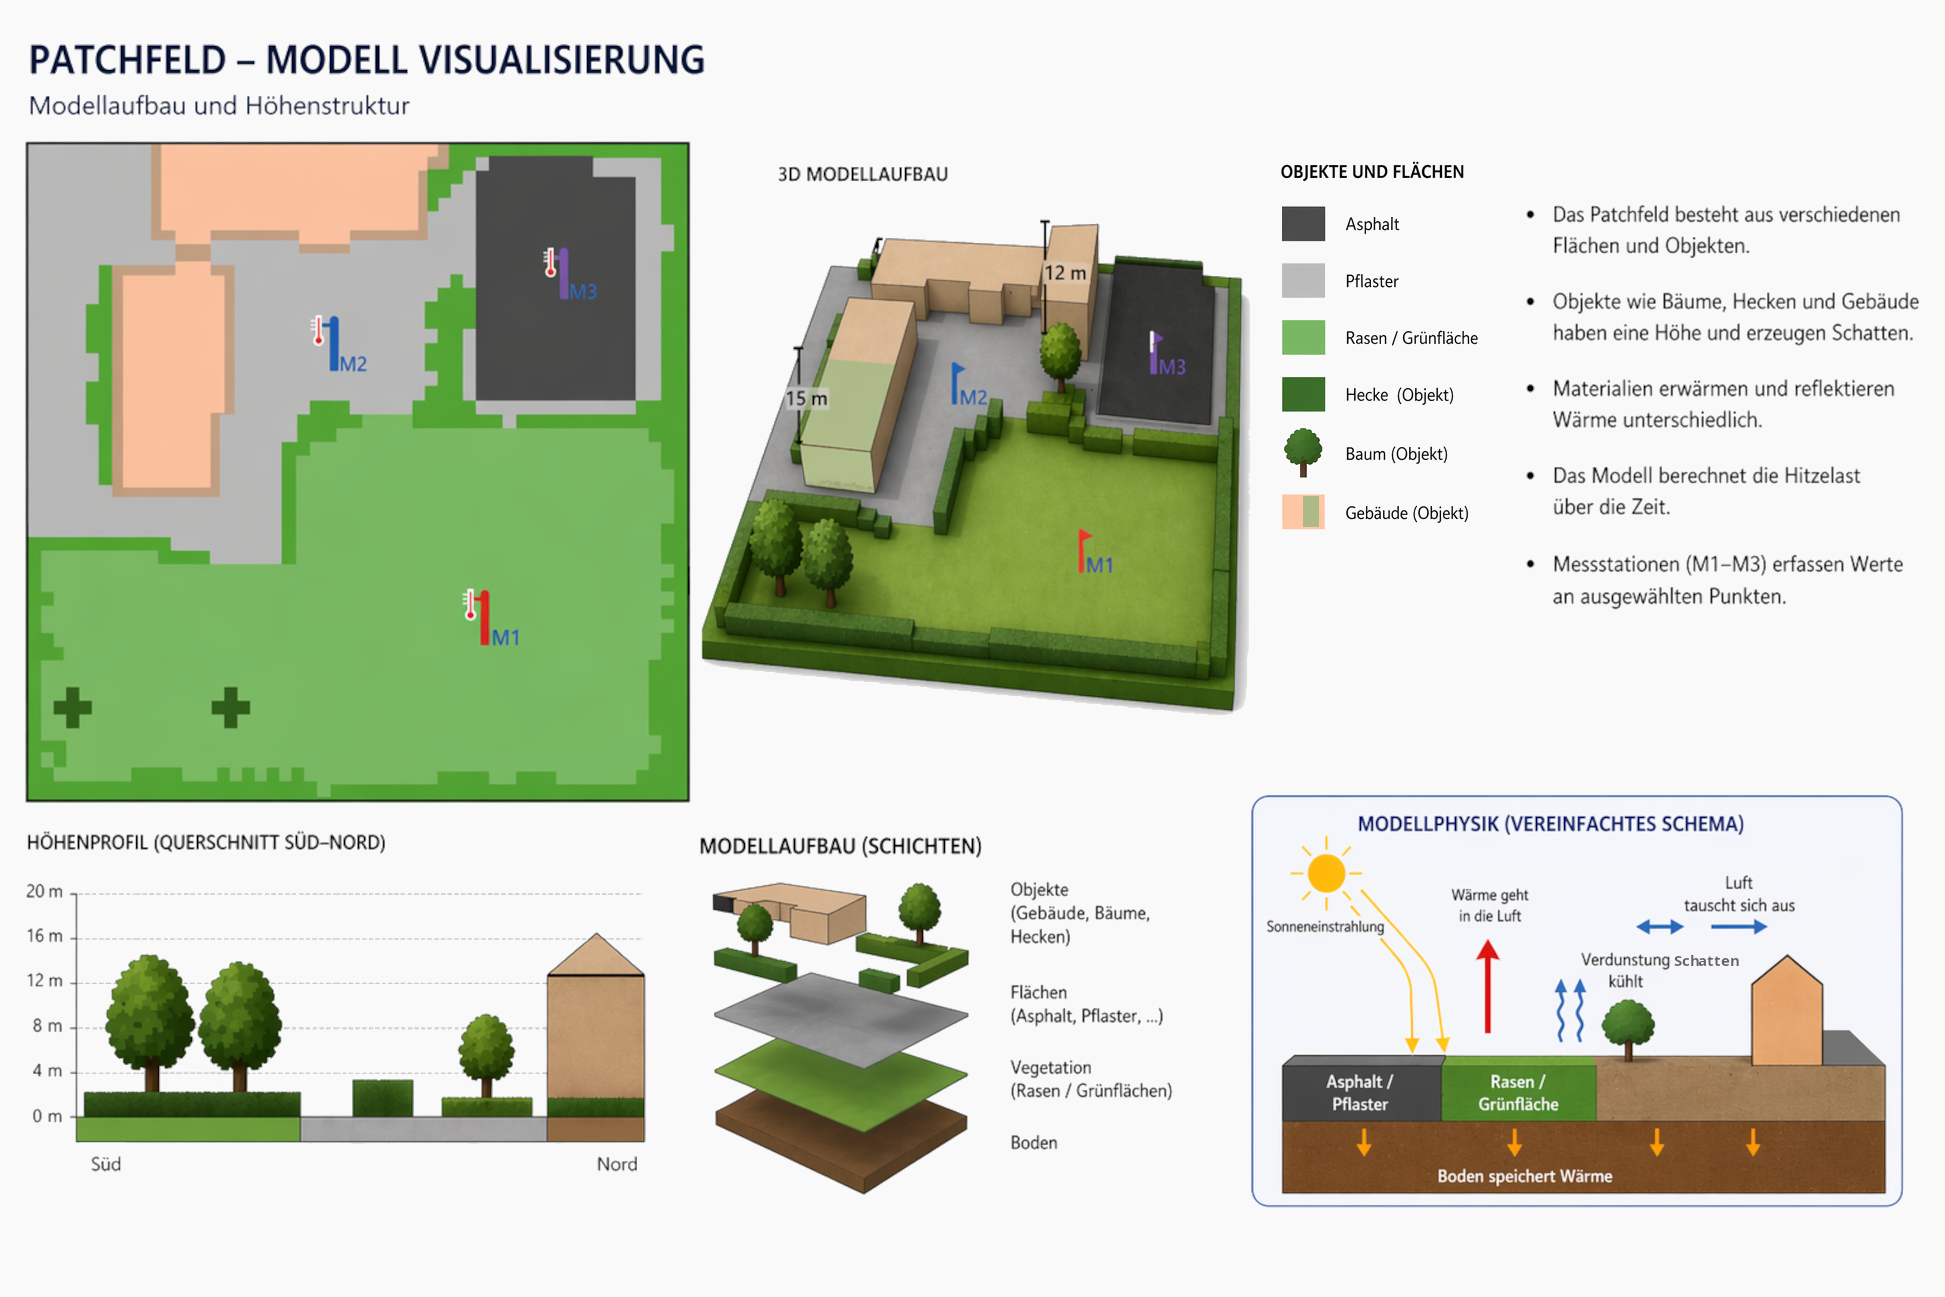 PATCHFELD – MODELL VISUALISIERUNG
Modellaufbau und Höhenstruktur
M3
M2
M1
3D MODELLAUFBAU
12 m
15 m
M3
M2
M1
OBJEKTE UND FLÄCHEN
Asphalt
Pflaster
Rasen / Grünfläche
Hecke (Objekt)
Baum (Objekt)
Gebäude (Objekt)
• Das Patchfeld besteht aus verschiedenen
Flächen und Objekten.
• Objekte wie Bäume, Hecken und Gebäude
haben eine Höhe und erzeugen Schatten.
• Materialien erwärmen und reflektieren
Wärme unterschiedlich.
• Das Modell berechnet die Hitzelast
über die Zeit.
• Messstationen (M1–M3) erfassen Werte
an ausgewählten Punkten.
HÖHENPROFIL (QUERSCHNITT SÜD–NORD)
20 m
16 m
12 m
8 m
4 m
0 m
Süd
Nord
MODELLAUFBAU (SCHICHTEN)
Objekte
(Gebäude, Bäume,
Hecken)
Flächen
(Asphalt, Pflaster, ...)
Vegetation
(Rasen / Grünflächen)
Boden
MODELLPHYSIK (VEREINFACHTES SCHEMA)
Sonneneinstrahlung
Wärme geht
in die Luft
Luft
tauscht sich aus
Verdunstung
kühlt
Schatten
Asphalt /
Pflaster
Rasen /
Grünfläche
Boden speichert Wärme